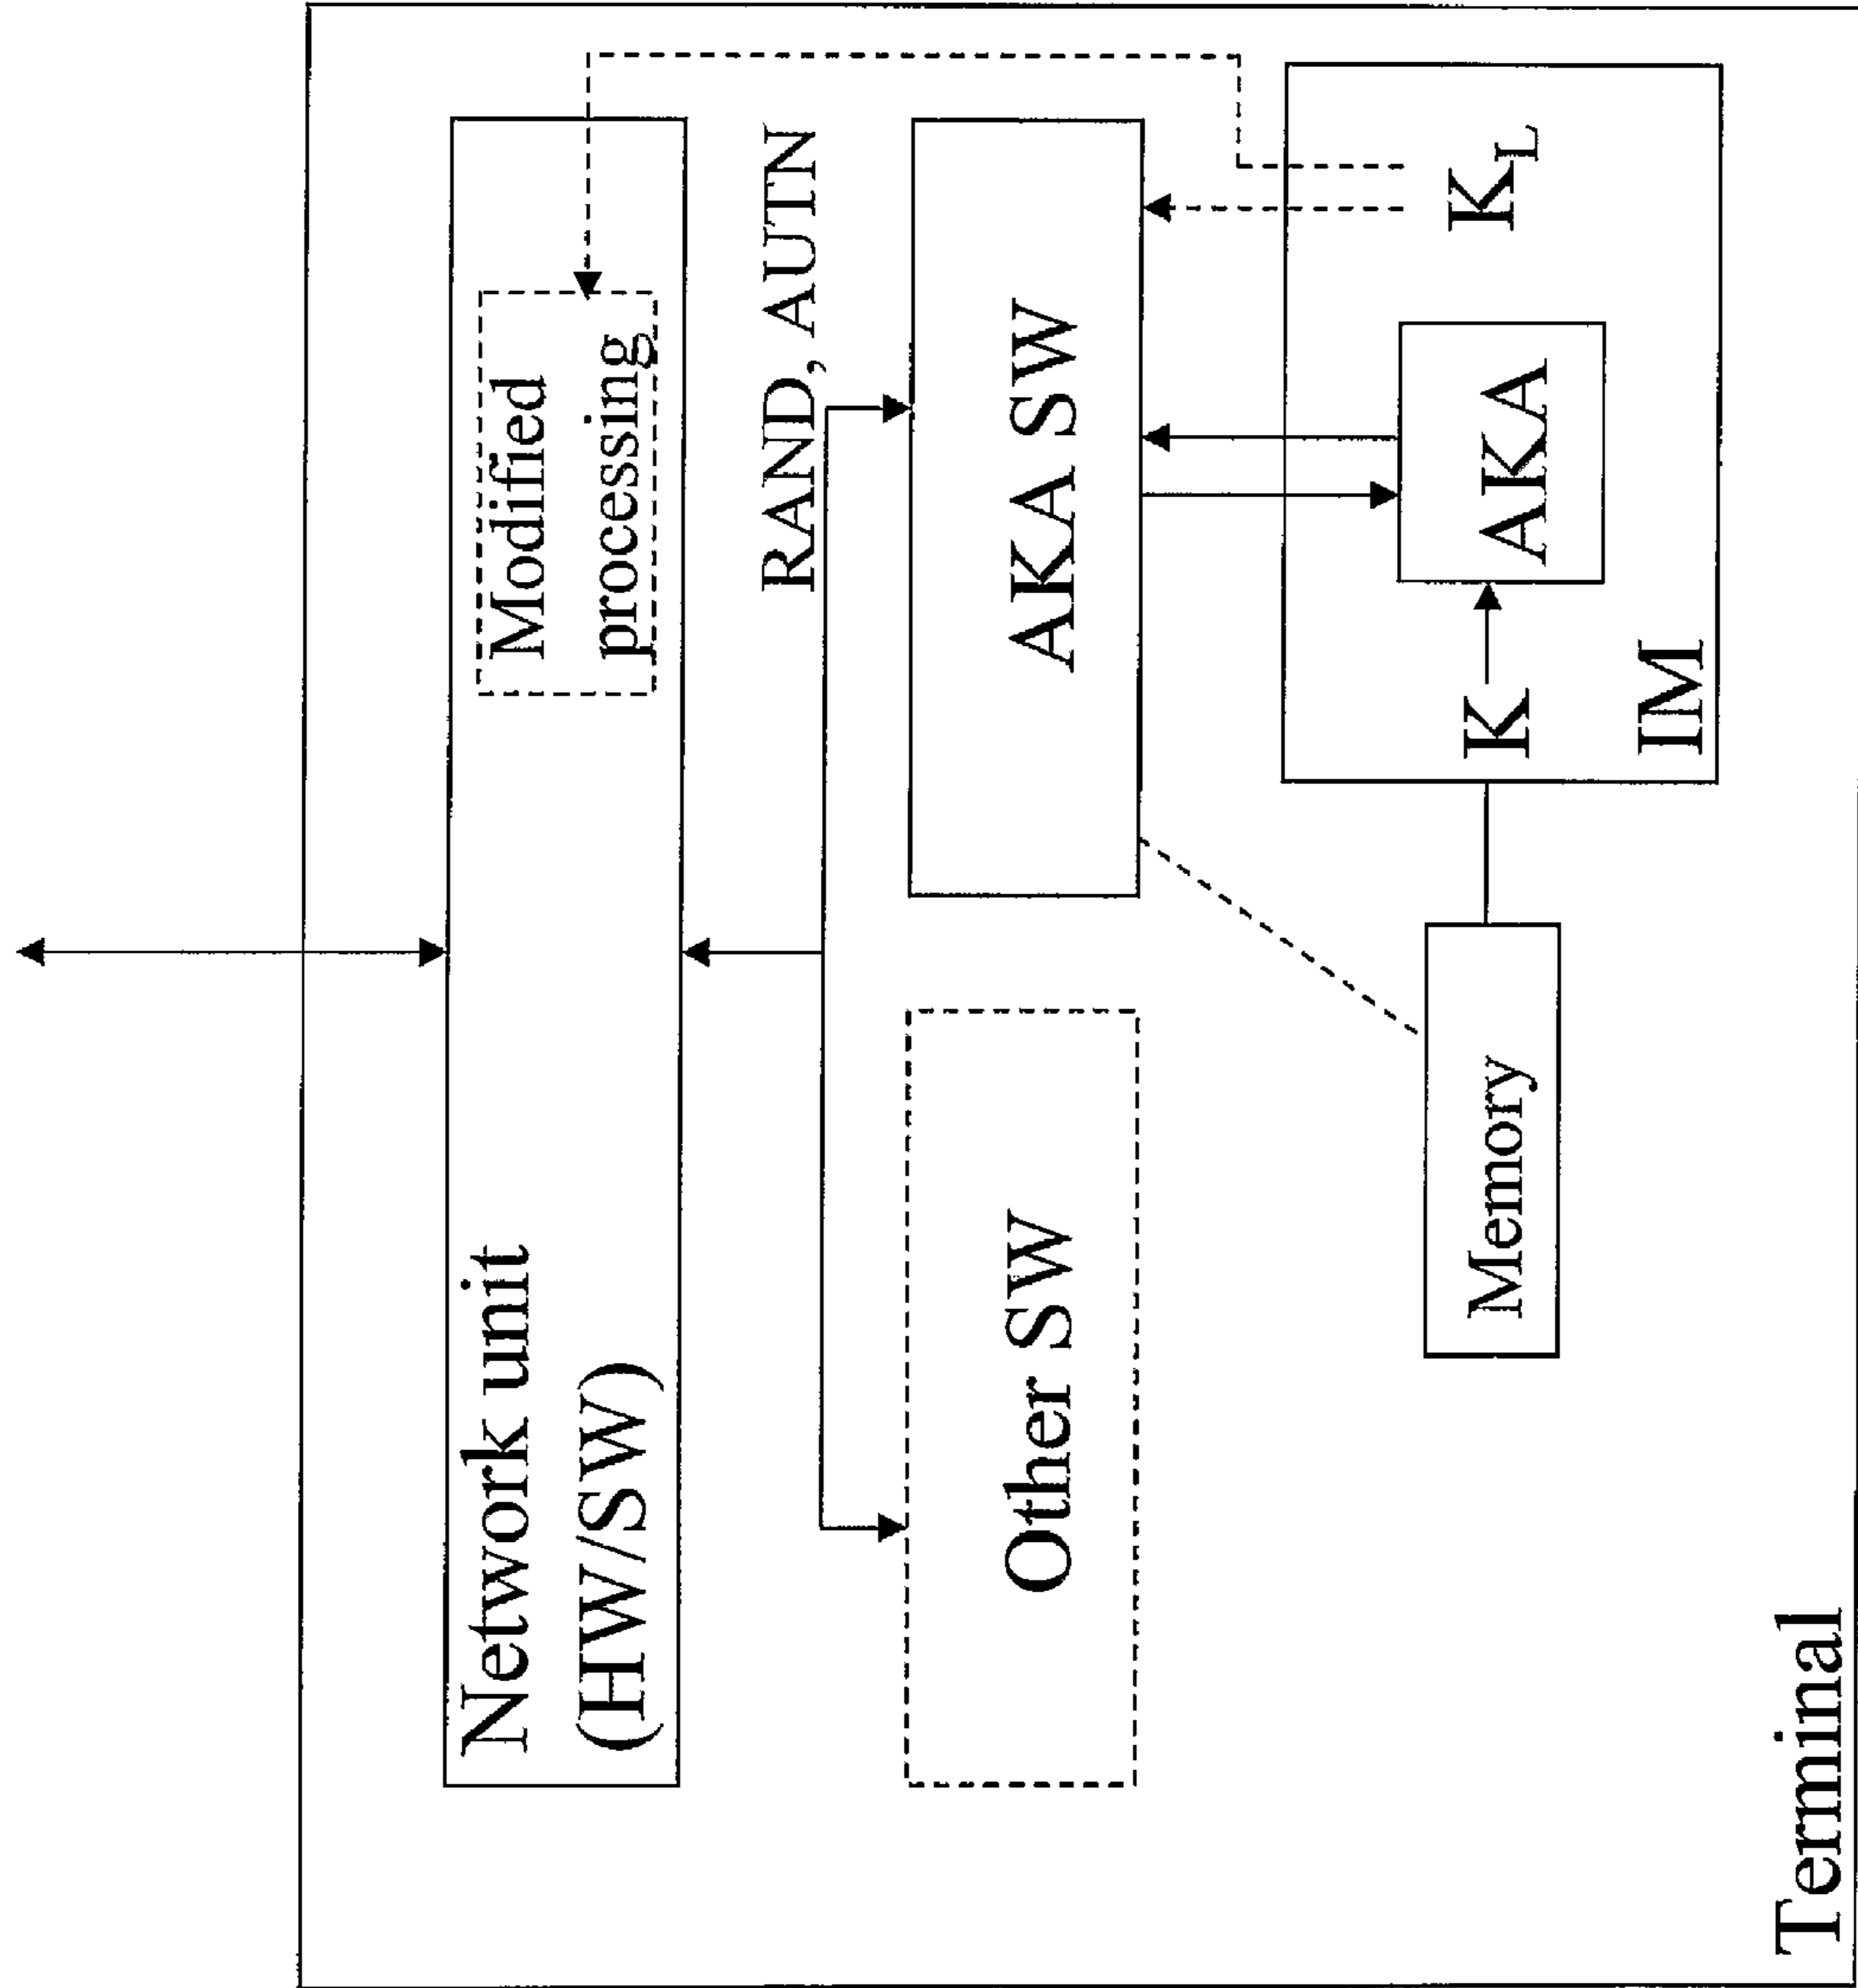 Network unit
(HW/SW)
Modified
processing
RAND, AUTN
Other SW
AKA SW
Memory
K
AKA
K_L
IM
Terminal